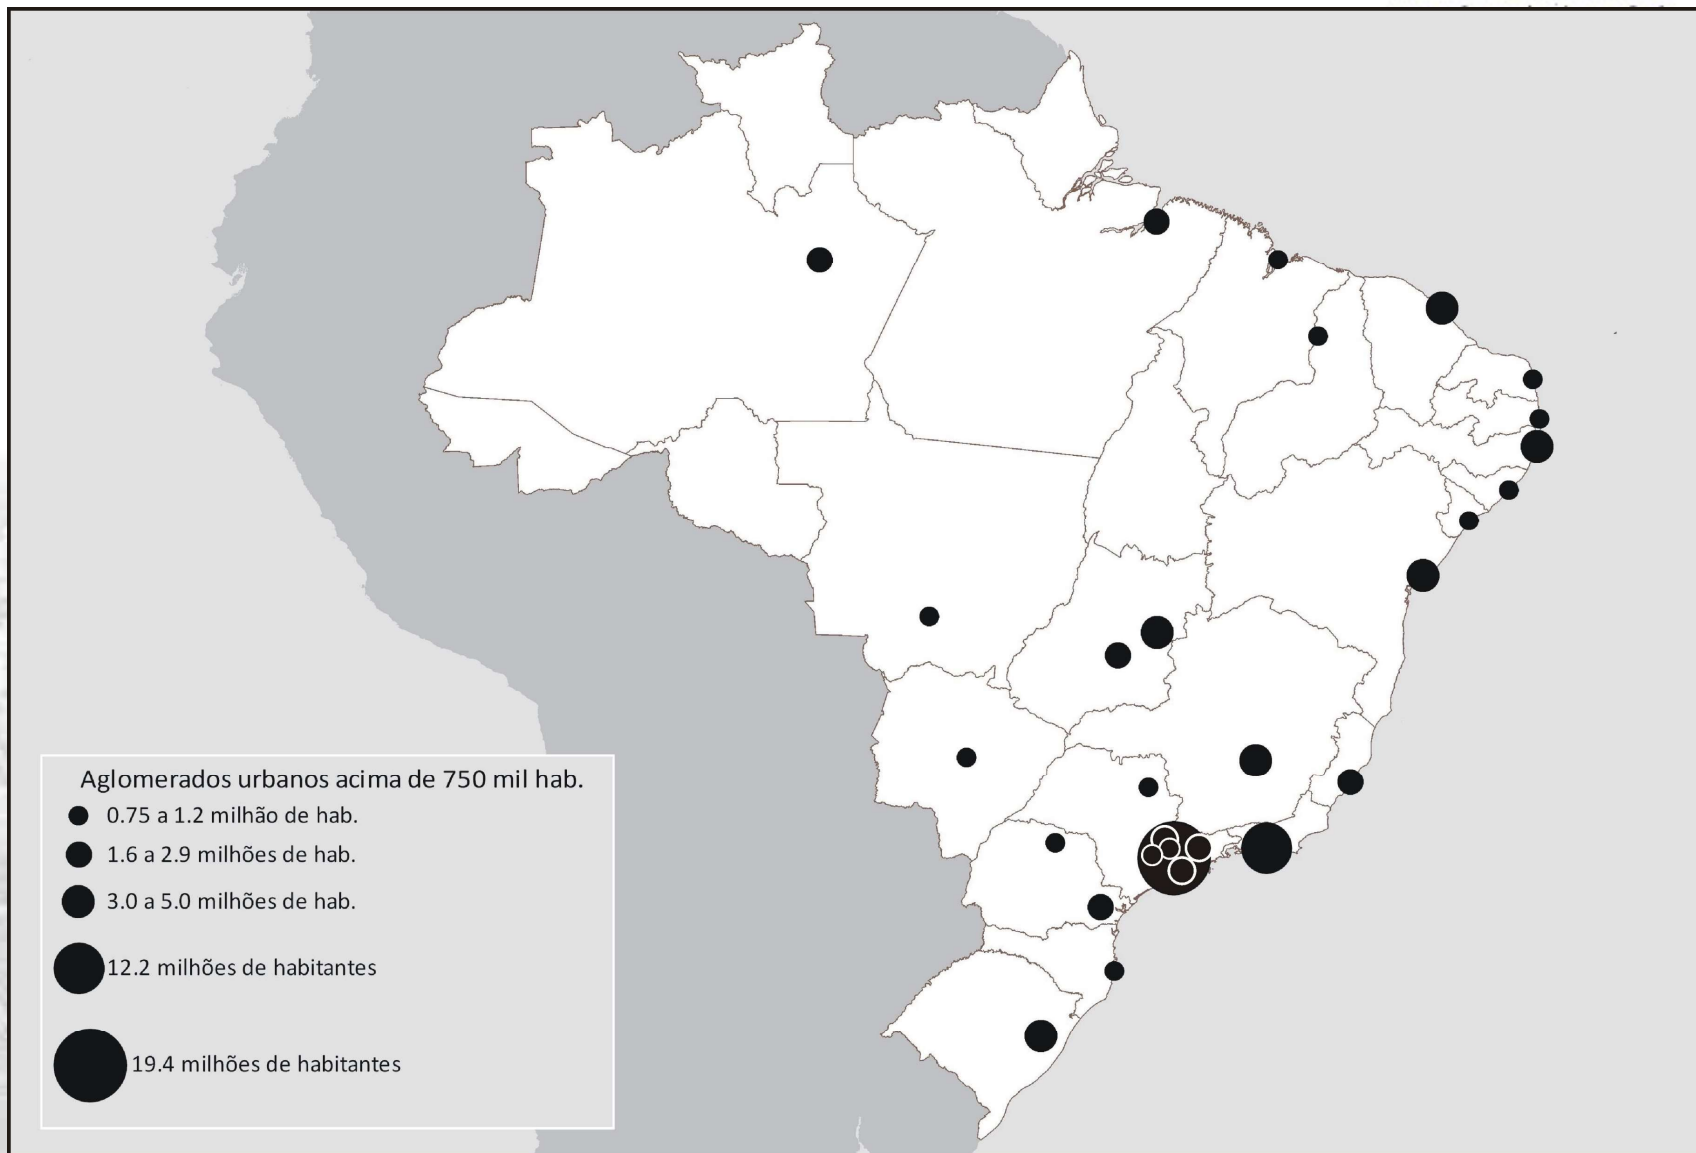 Aglomerados urbanos acima de 750 mil hab.
0.75 a 1.2 milhão de hab.
1.6 a 2.9 milhões de hab.
3.0 a 5.0 milhões de hab.
12.2 milhões de habitantes
19.4 milhões de habitantes